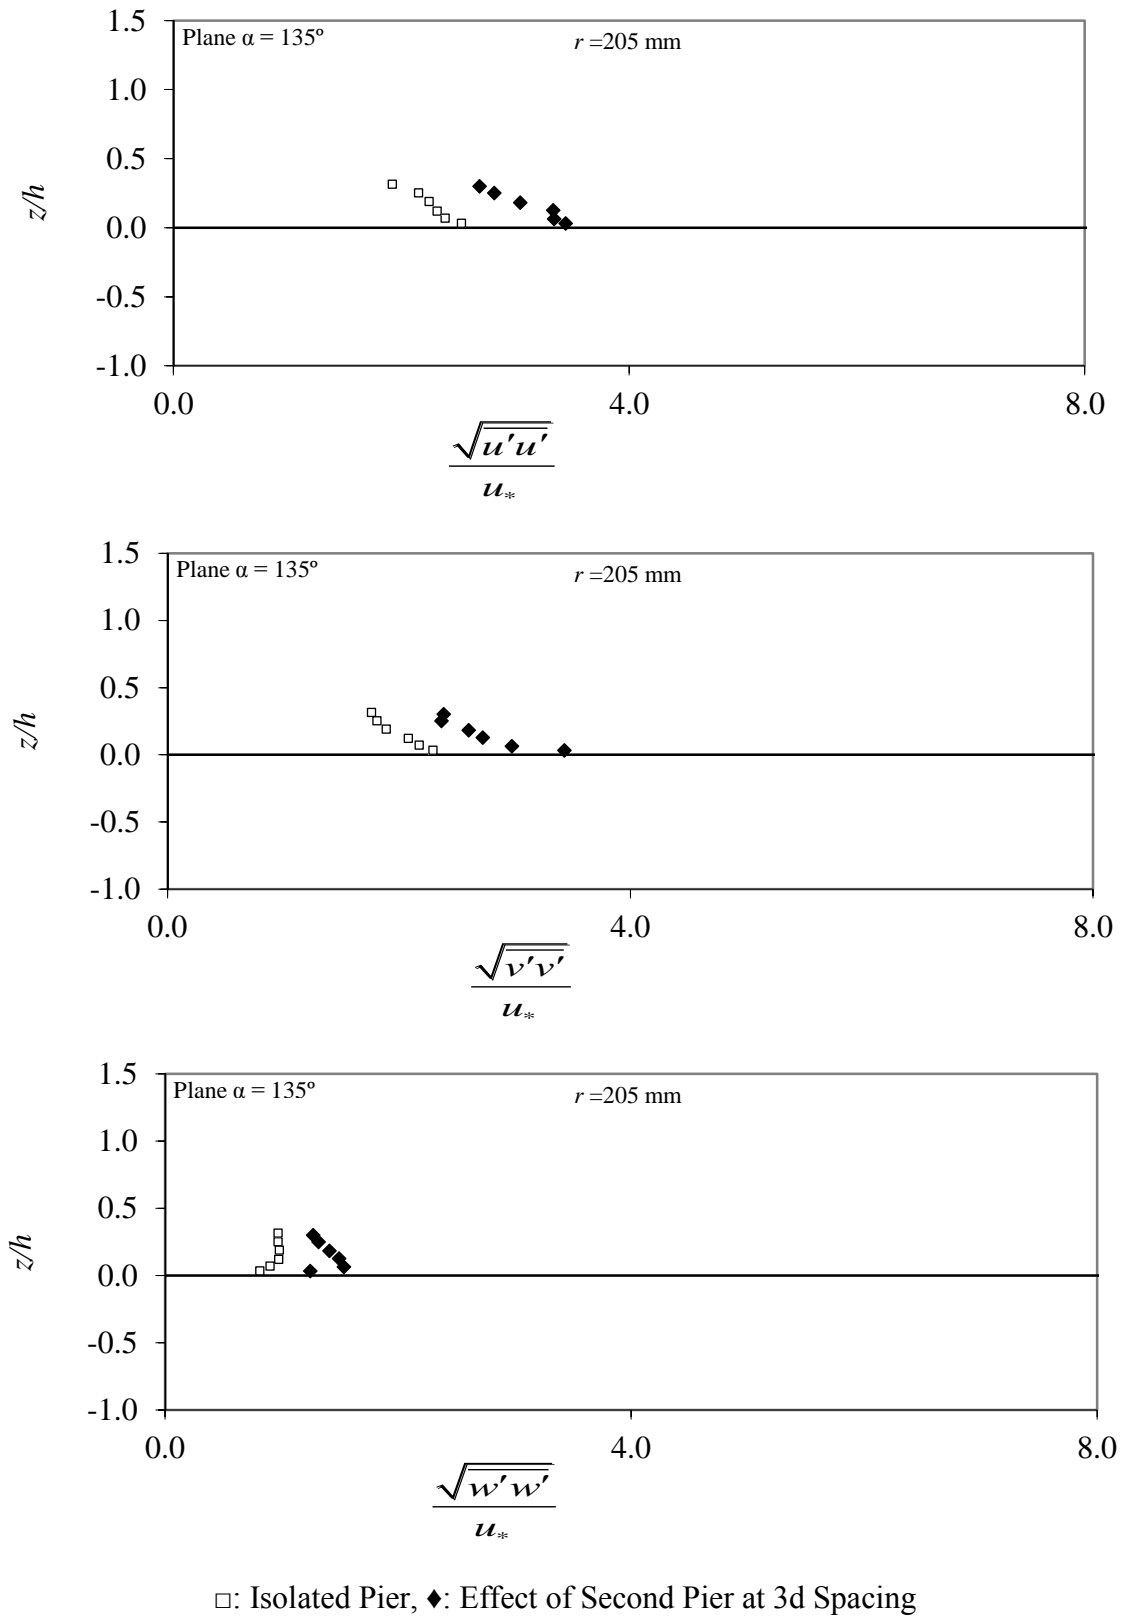 1.5
Plane α = 135º
r =205 mm
1.0
0.5
z/h
0.0
-0.5
-1.0
0.0 4.0 8.0
√u′u′
u*
1.5
Plane α = 135º
r =205 mm
1.0
0.5
z/h
0.0
-0.5
-1.0
0.0 4.0 8.0
√v′v′
u*
1.5
Plane α = 135º
r =205 mm
1.0
0.5
z/h
0.0
-0.5
-1.0
0.0 4.0 8.0
√w′w′
u*
□: Isolated Pier, ♦: Effect of Second Pier at 3d Spacing